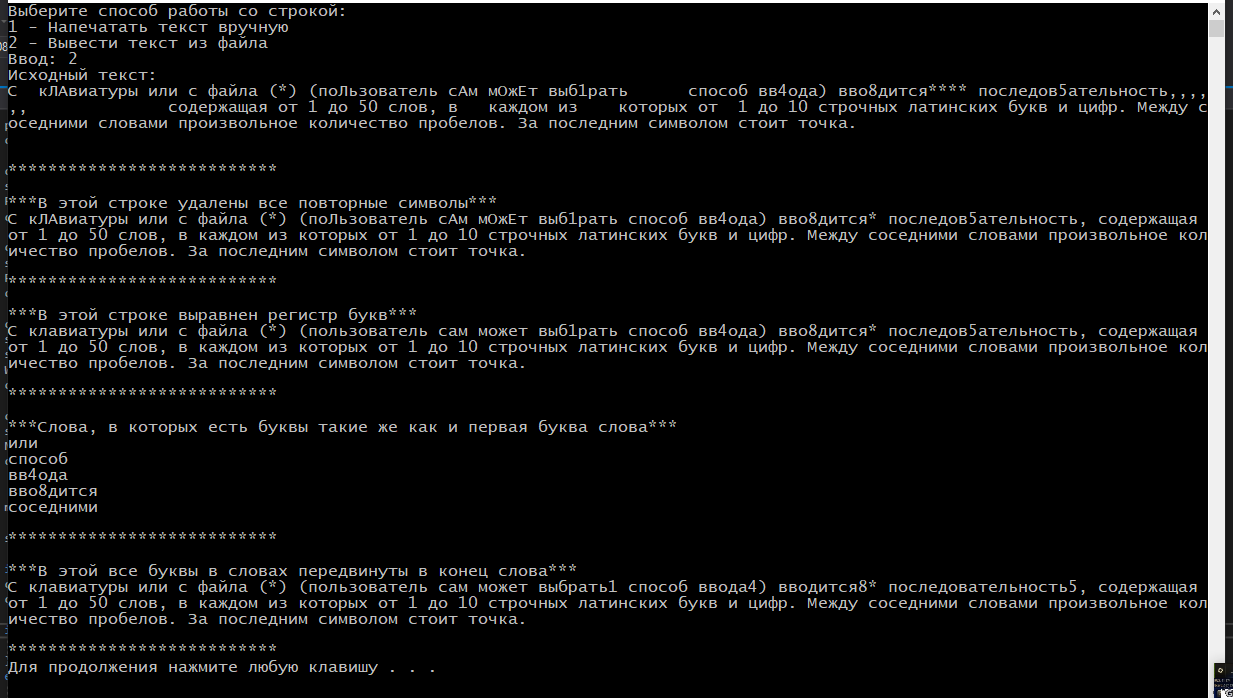 Выберите способ работы со строкой:
1 - Напечатать текст вручную
2 - Вывести текст из файла
Ввод: 2
Исходный текст:
С  кЛАвиатуры или с файла (*) (поЛьзователь сАм мОжЕт выб1рать      способ вв4ода) вво8дится**** последов5ательность,,,,
,,              содержащая от 1 до 50 слов, в   каждом из    которых от  1 до 10 строчных латинских букв и цифр. Между с
оседними словами произвольное количество пробелов. За последним символом стоит точка.
***************************
***В этой строке удалены все повторные символы***
С кЛАвиатуры или с файла (*) (поЛьзователь сАм мОжЕт выб1рать способ вв4ода) вво8дится* последов5ательность, содержащая
от 1 до 50 слов, в каждом из которых от 1 до 10 строчных латинских букв и цифр. Между соседними словами произвольное кол
ичество пробелов. За последним символом стоит точка.
***************************
***В этой строке выравнен регистр букв***
С клавиатуры или с файла (*) (пользователь сам может выб1рать способ вв4ода) вво8дится* последов5ательность, содержащая
от 1 до 50 слов, в каждом из которых от 1 до 10 строчных латинских букв и цифр. Между соседними словами произвольное кол
ичество пробелов. За последним символом стоит точка.
***************************
***Слова, в которых есть буквы такие же как и первая буква слова***
или
способ
вв4ода
вво8дится
соседними
***************************
***В этой все буквы в словах передвинуты в конец слова***
С клавиатуры или с файла (*) (пользователь сам может выбрать1 способ ввода4) вводится8* последовательность5, содержащая
от 1 до 50 слов, в каждом из которых от 1 до 10 строчных латинских букв и цифр. Между соседними словами произвольное кол
ичество пробелов. За последним символом стоит точка.
***************************
Для продолжения нажмите любую клавишу . . .